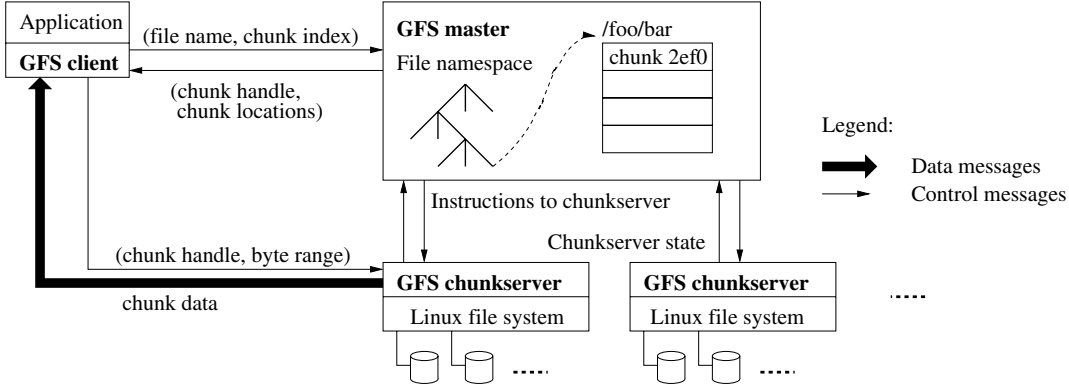 Application
GFS client
(file name, chunk index)
(chunk handle,
chunk locations)
GFS master
File namespace
/foo/bar
chunk 2ef0
Legend:
Data messages
Control messages
Instructions to chunkserver
Chunkserver state
(chunk handle, byte range)
chunk data
GFS chunkserver
Linux file system
GFS chunkserver
Linux file system